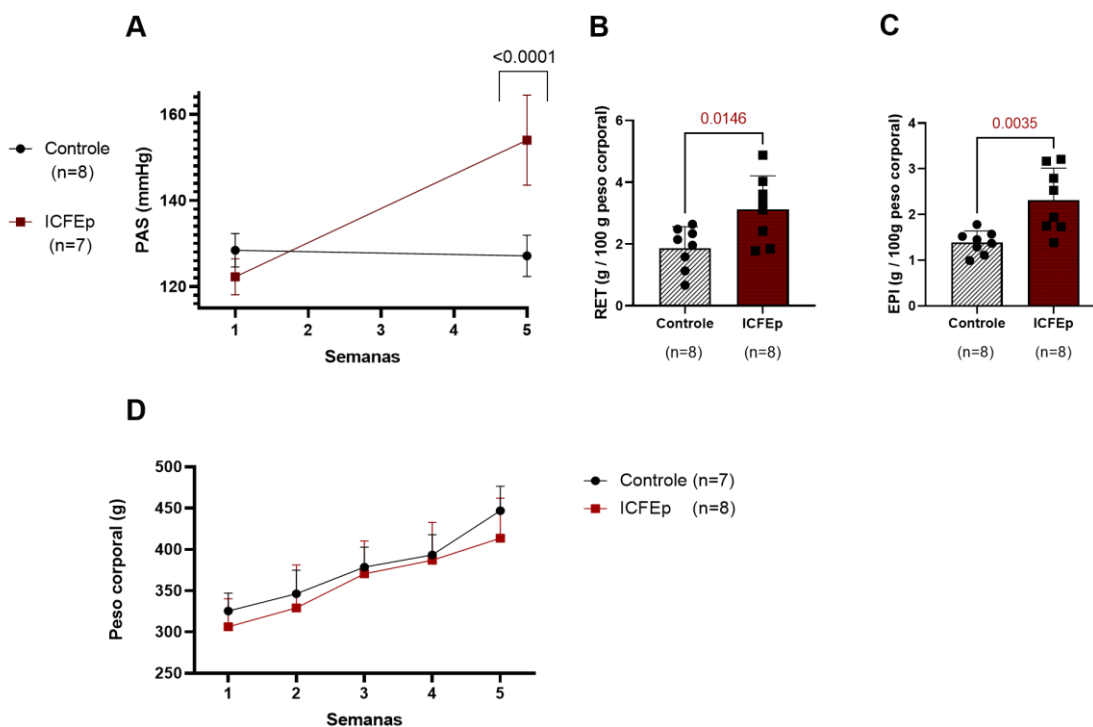 A
<0.0001
160
140
120
PAS (mmHg)
1
2
3
4
5
Semanas
Controle
(n=8)
ICFEp
(n=7)
B
0.0146
6
4
2
0
RET (g / 100 g peso corporal)
Controle
ICFEp
(n=8)
(n=8)
C
0.0035
4
3
2
1
0
EPI (g / 100g peso corporal)
Controle
ICFEp
(n=8)
(n=8)
D
500
450
400
350
300
250
Peso corporal (g)
1
2
3
4
5
Semanas
Controle (n=7)
ICFEp (n=8)